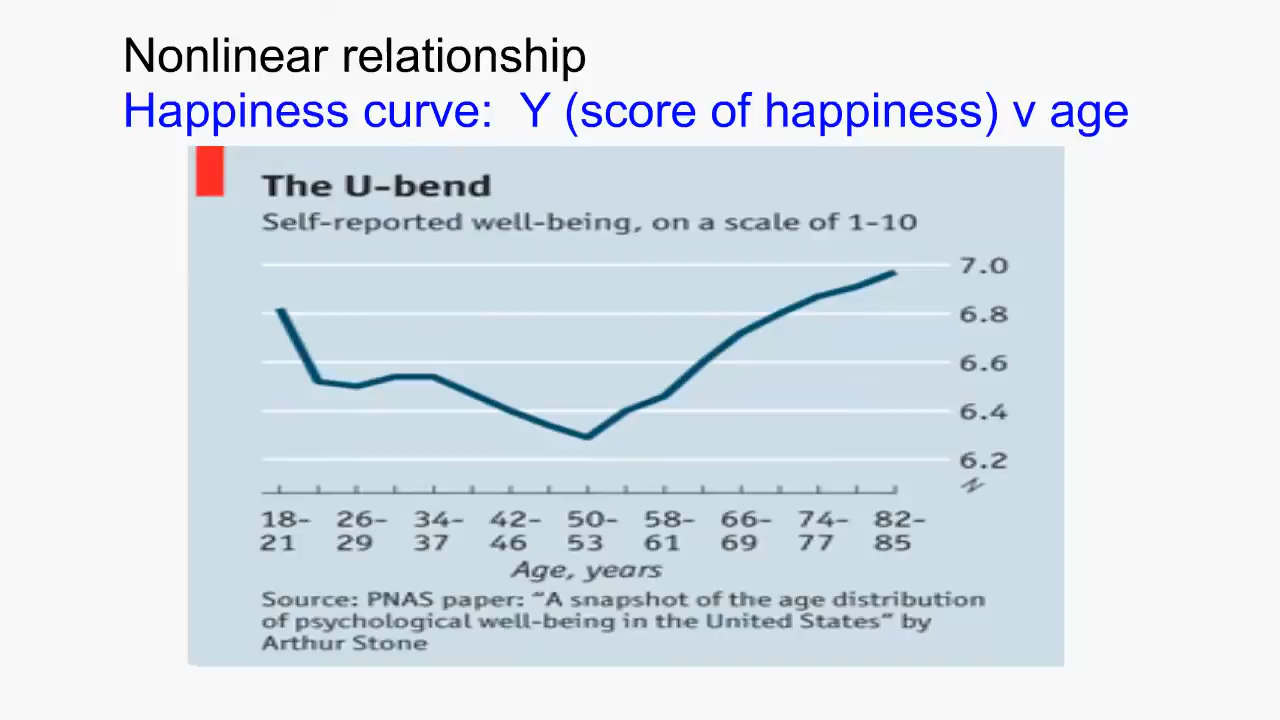 Nonlinear relationship
Happiness curve: Y (score of happiness) v age
The U-bend
Self-reported well-being, on a scale of 1-10
7.0
6.8
6.6
6.4
6.2
18- 26- 34- 42- 50- 58- 66- 74- 82-
21 29 37 46 53 61 69 77 85
Age, years
Source: PNAS paper: “A snapshot of the age distribution
of psychological well-being in the United States” by
Arthur Stone